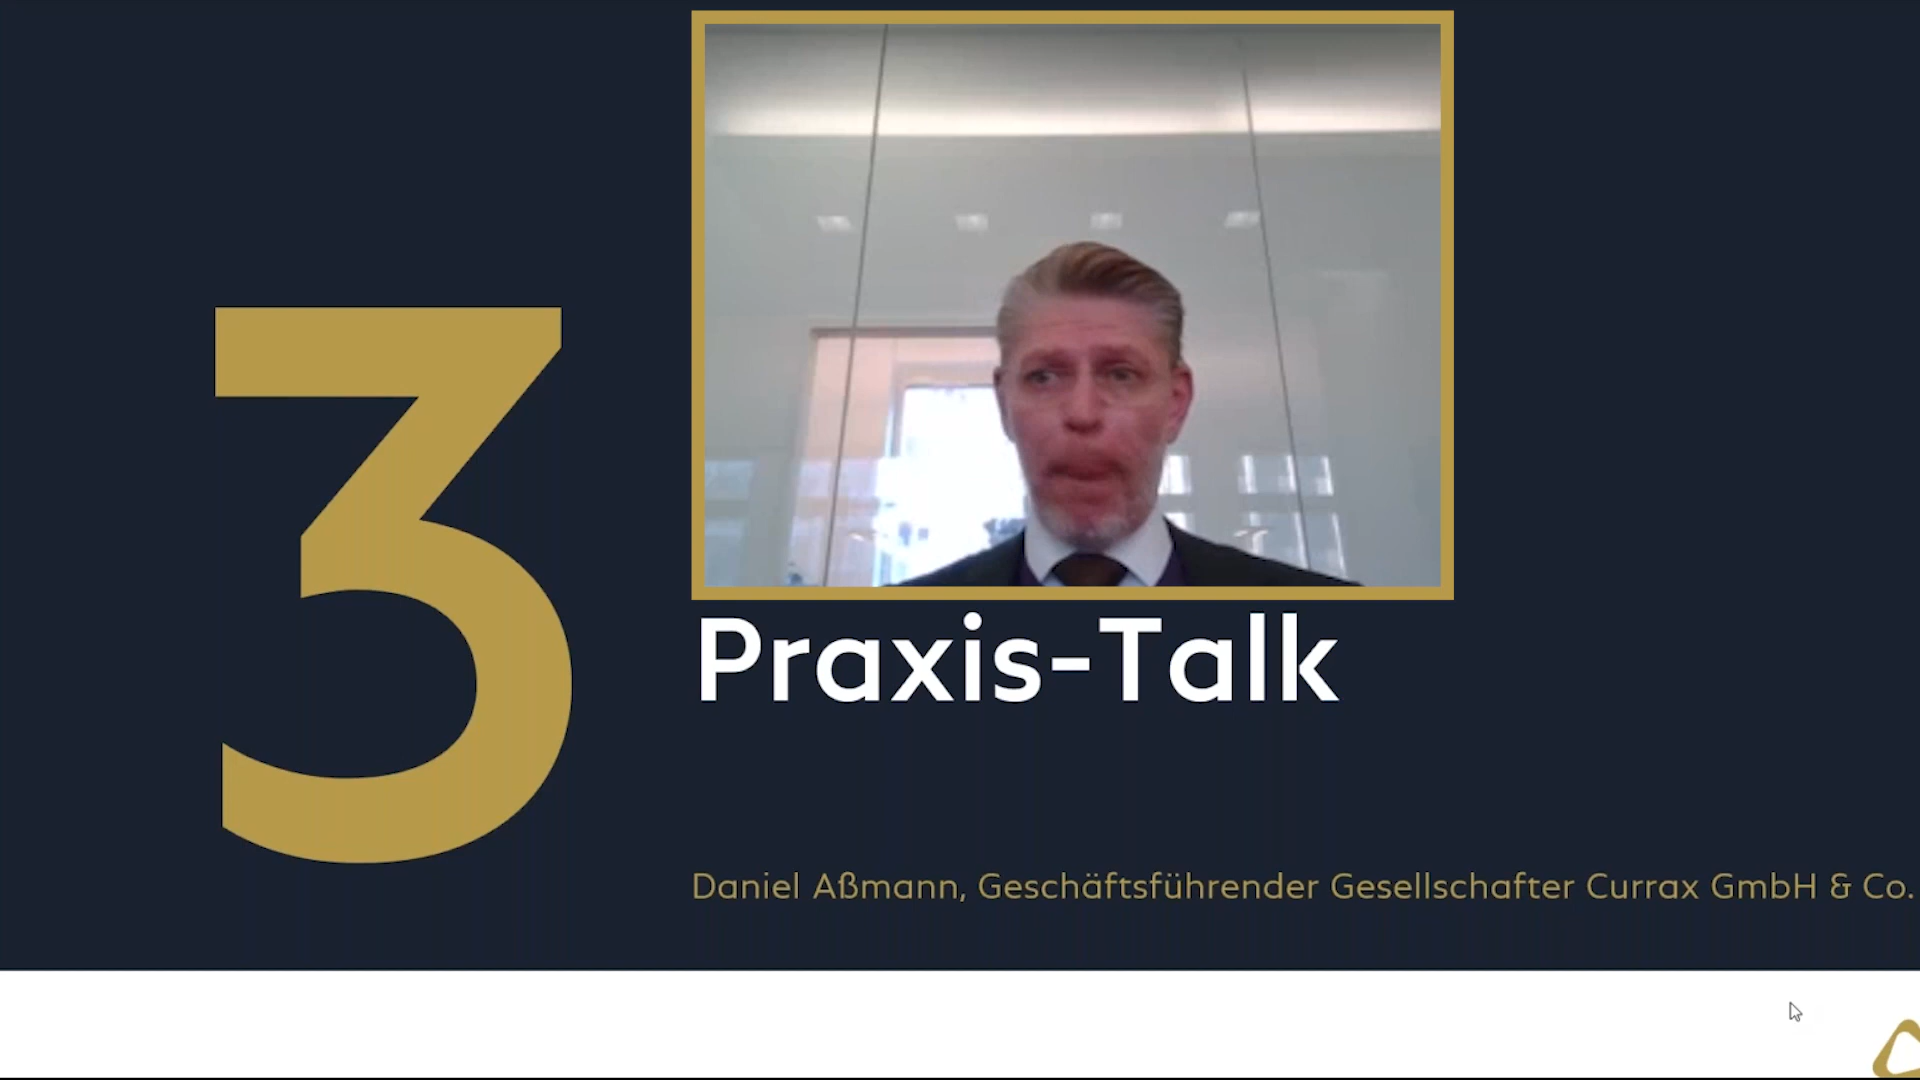 3
Praxis-Talk
Daniel Aßmann, Geschäftsführender Gesellschafter Currax GmbH & Co.